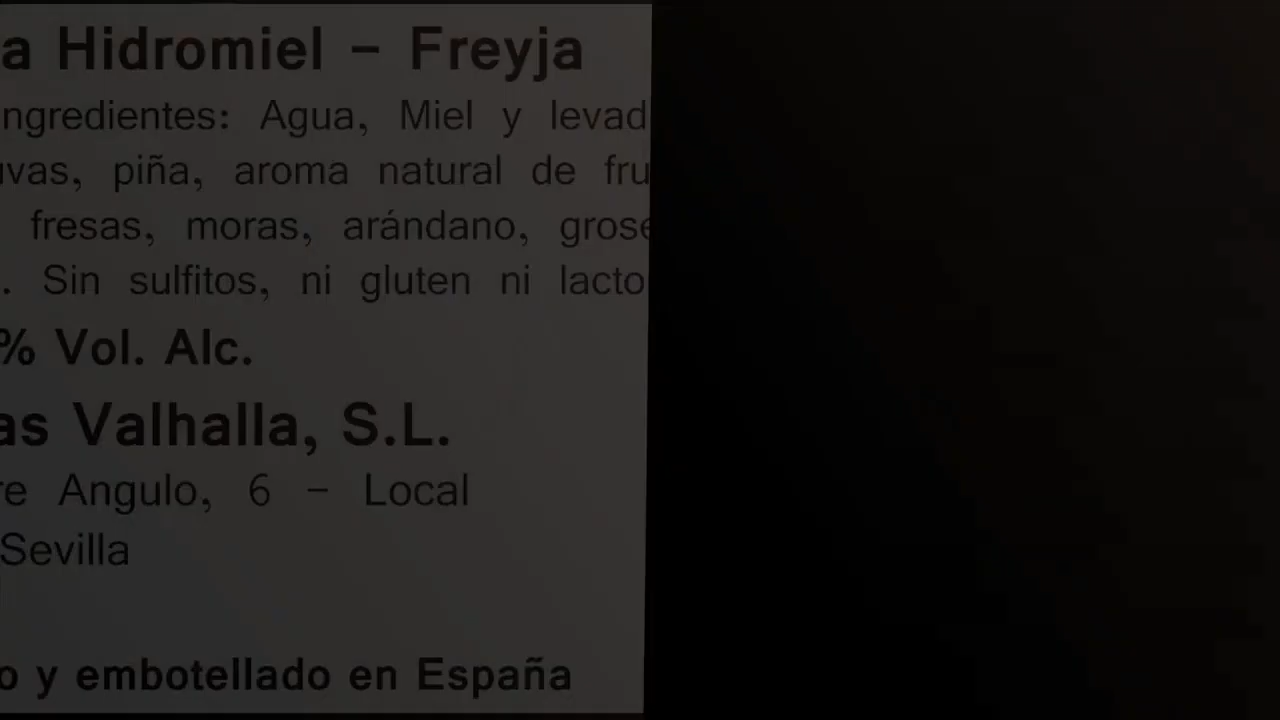 a Hidromiel – Freyja
ngredientes: Agua, Miel y levad
uvas, piña, aroma natural de fru
fresas, moras, arándano, grose
. Sin sulfitos, ni gluten ni lacto
% Vol. Alc.
as Valhalla, S.L.
re Angulo, 6 – Local
Sevilla
o y embotellado en España